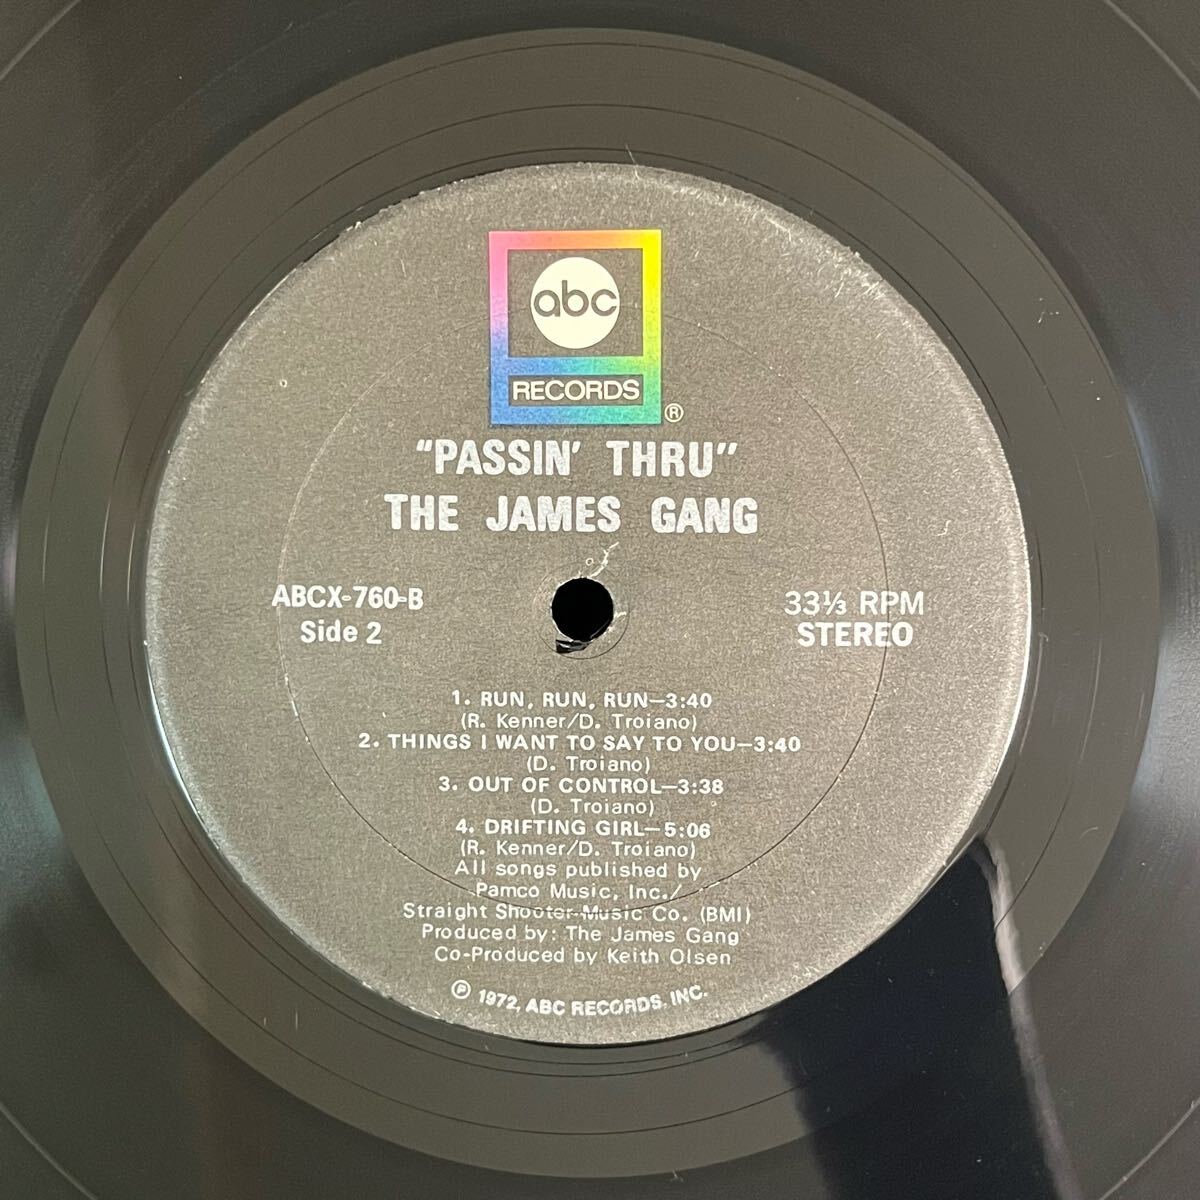 abc
RECORDS
®
"PASSIN' THRU"
THE JAMES GANG
ABCX-760-B
Side 2
33⅓ RPM
STEREO
1. RUN, RUN, RUN—3:40
(R. Kenner/D. Troiano)
2. THINGS I WANT TO SAY TO YOU—3:40
(D. Troiano)
3. OUT OF CONTROL—3:38
(D. Troiano)
4. DRIFTING GIRL—5:06
(R. Kenner/D. Troiano)
All songs published by
Pamco Music, Inc./
Straight Shooter Music Co. (BMI)
Produced by: The James Gang
Co-Produced by Keith Olsen
℗ 1972, ABC RECORDS, INC.